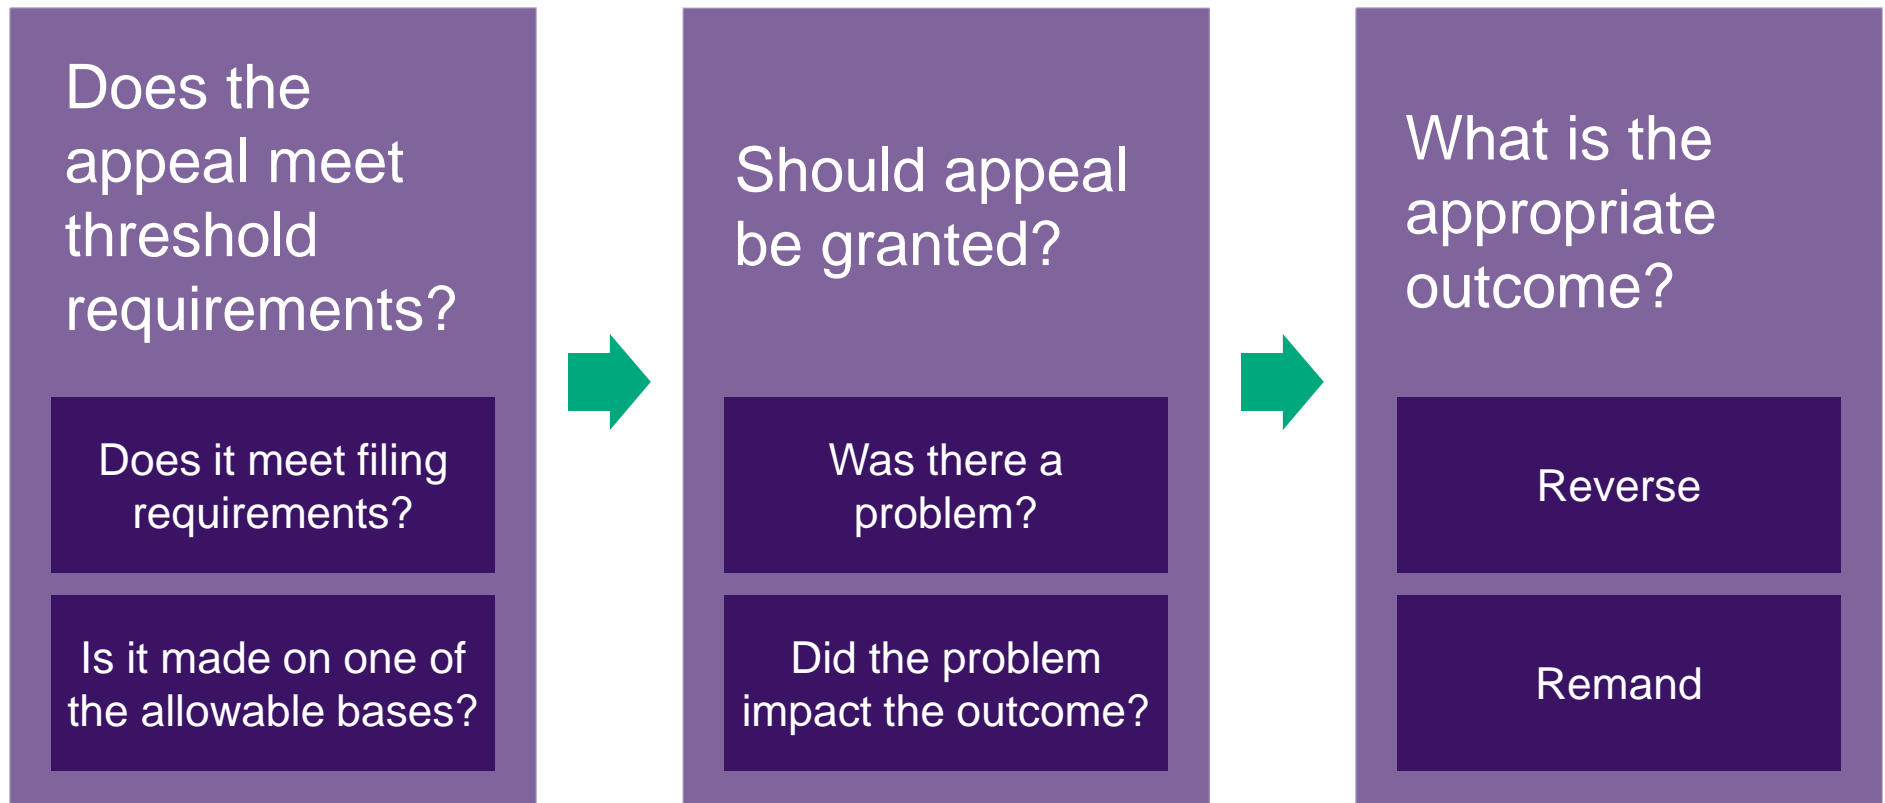 Does the
appeal meet
threshold
requirements?
Does it meet filing
requirements?
Is it made on one of
the allowable bases?
Should appeal
be granted?
Was there a
problem?
Did the problem
impact the outcome?
What is the
appropriate
outcome?
Reverse
Remand